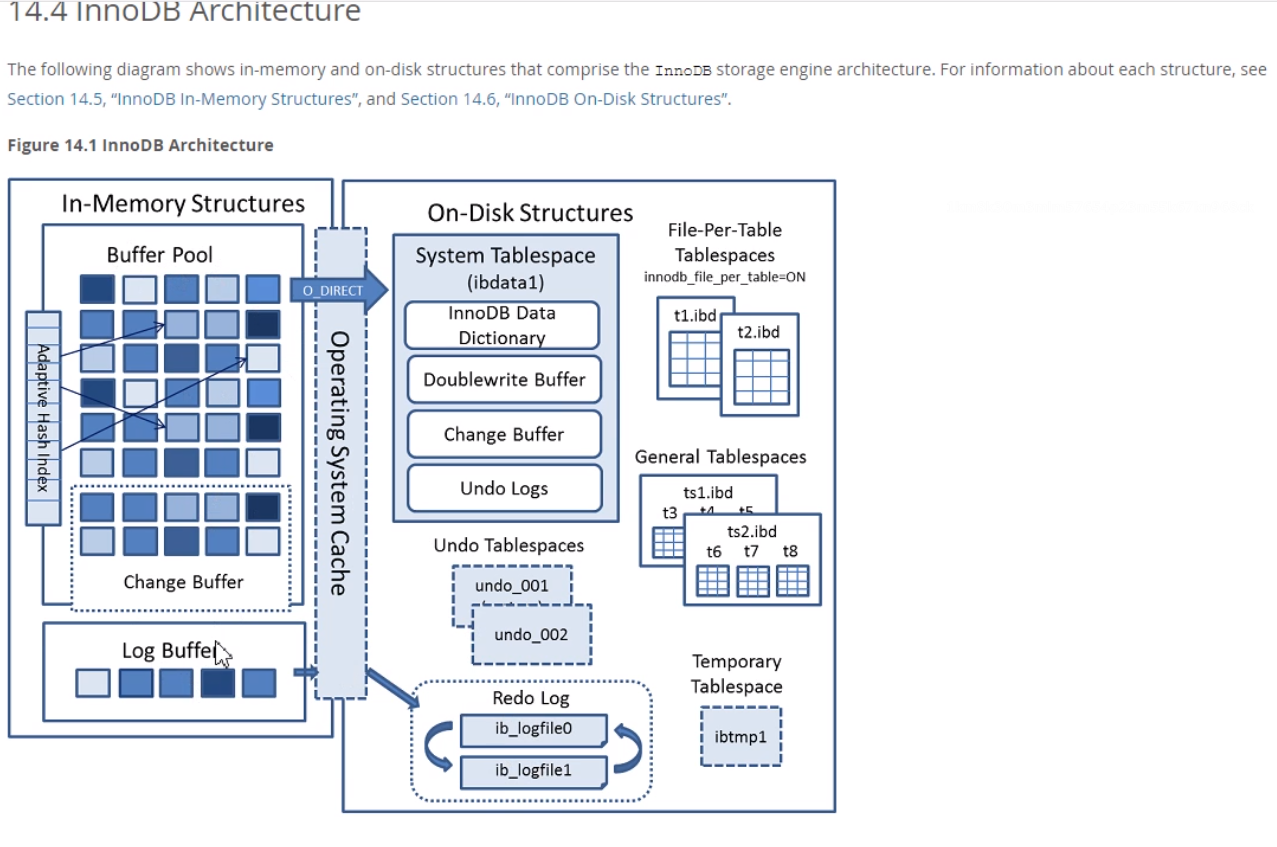 14.4 InnoDB Architecture
The following diagram shows in-memory and on-disk structures that comprise the InnoDB storage engine architecture. For information about each structure, see
Section 14.5, “InnoDB In-Memory Structures”, and Section 14.6, “InnoDB On-Disk Structures”.
Figure 14.1 InnoDB Architecture
In-Memory Structures
Buffer Pool
Adaptive Hash Index
Change Buffer
Log Buffer
O_DIRECT
Operating System Cache
On-Disk Structures
System Tablespace
(ibdata1)
InnoDB Data
Dictionary
Doublewrite Buffer
Change Buffer
Undo Logs
Undo Tablespaces
undo_001
undo_002
Redo Log
ib_logfile0
ib_logfile1
File-Per-Table
Tablespaces
innodb_file_per_table=ON
t1.ibd
t2.ibd
General Tablespaces
ts1.ibd
t3 t4 t5
ts2.ibd
t6 t7 t8
Temporary
Tablespace
ibtmp1